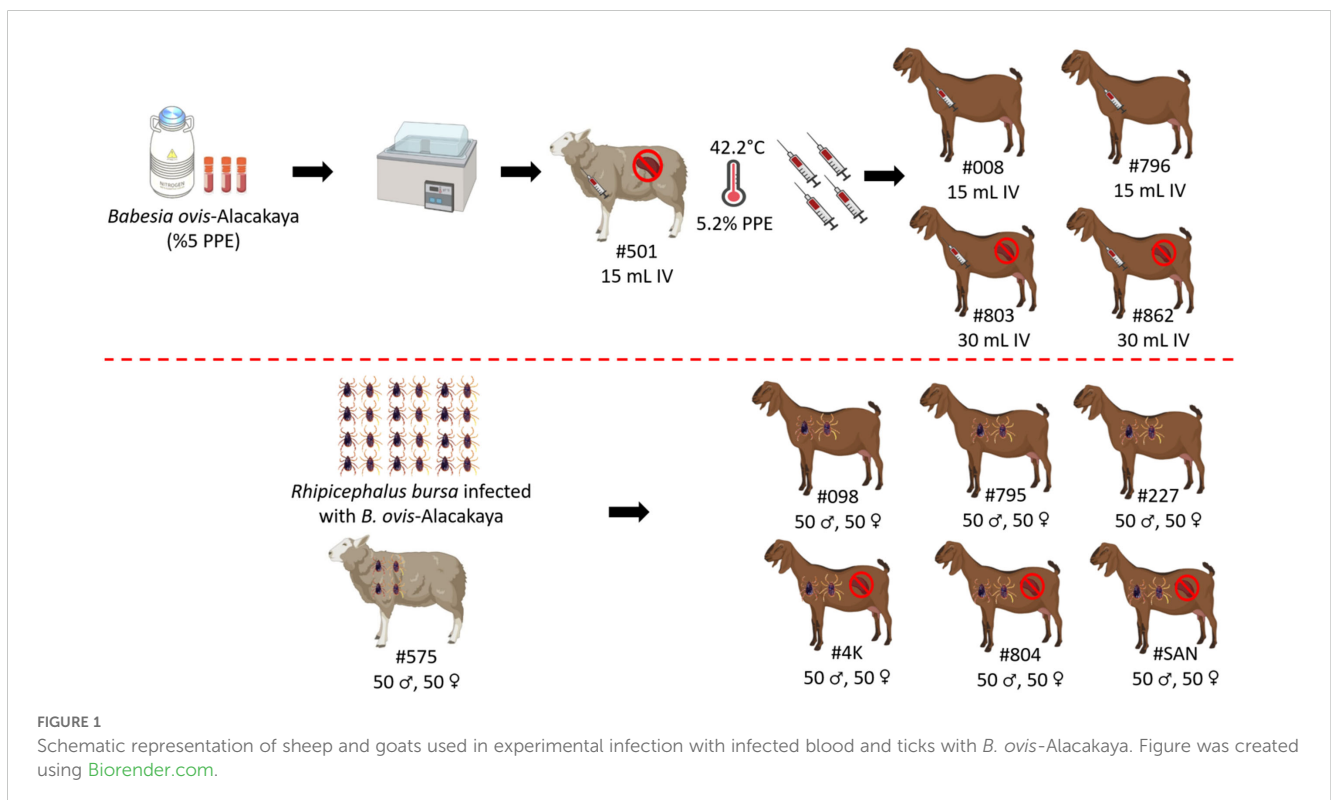 NITROGEN
Babesia ovis-Alacakaya
(%5 PPE)
#501
15 mL IV
42.2°C
5.2% PPE
#008
15 mL IV
#796
15 mL IV
#803
30 mL IV
#862
30 mL IV
Rhipicephalus bursa infected
with B. ovis-Alacakaya
#575
50 ♂, 50 ♀
#098
50 ♂, 50 ♀
#795
50 ♂, 50 ♀
#227
50 ♂, 50 ♀
#4K
50 ♂, 50 ♀
#804
50 ♂, 50 ♀
#SAN
50 ♂, 50 ♀
FIGURE 1
Schematic representation of sheep and goats used in experimental infection with infected blood and ticks with B. ovis-Alacakaya. Figure was created
using Biorender.com.